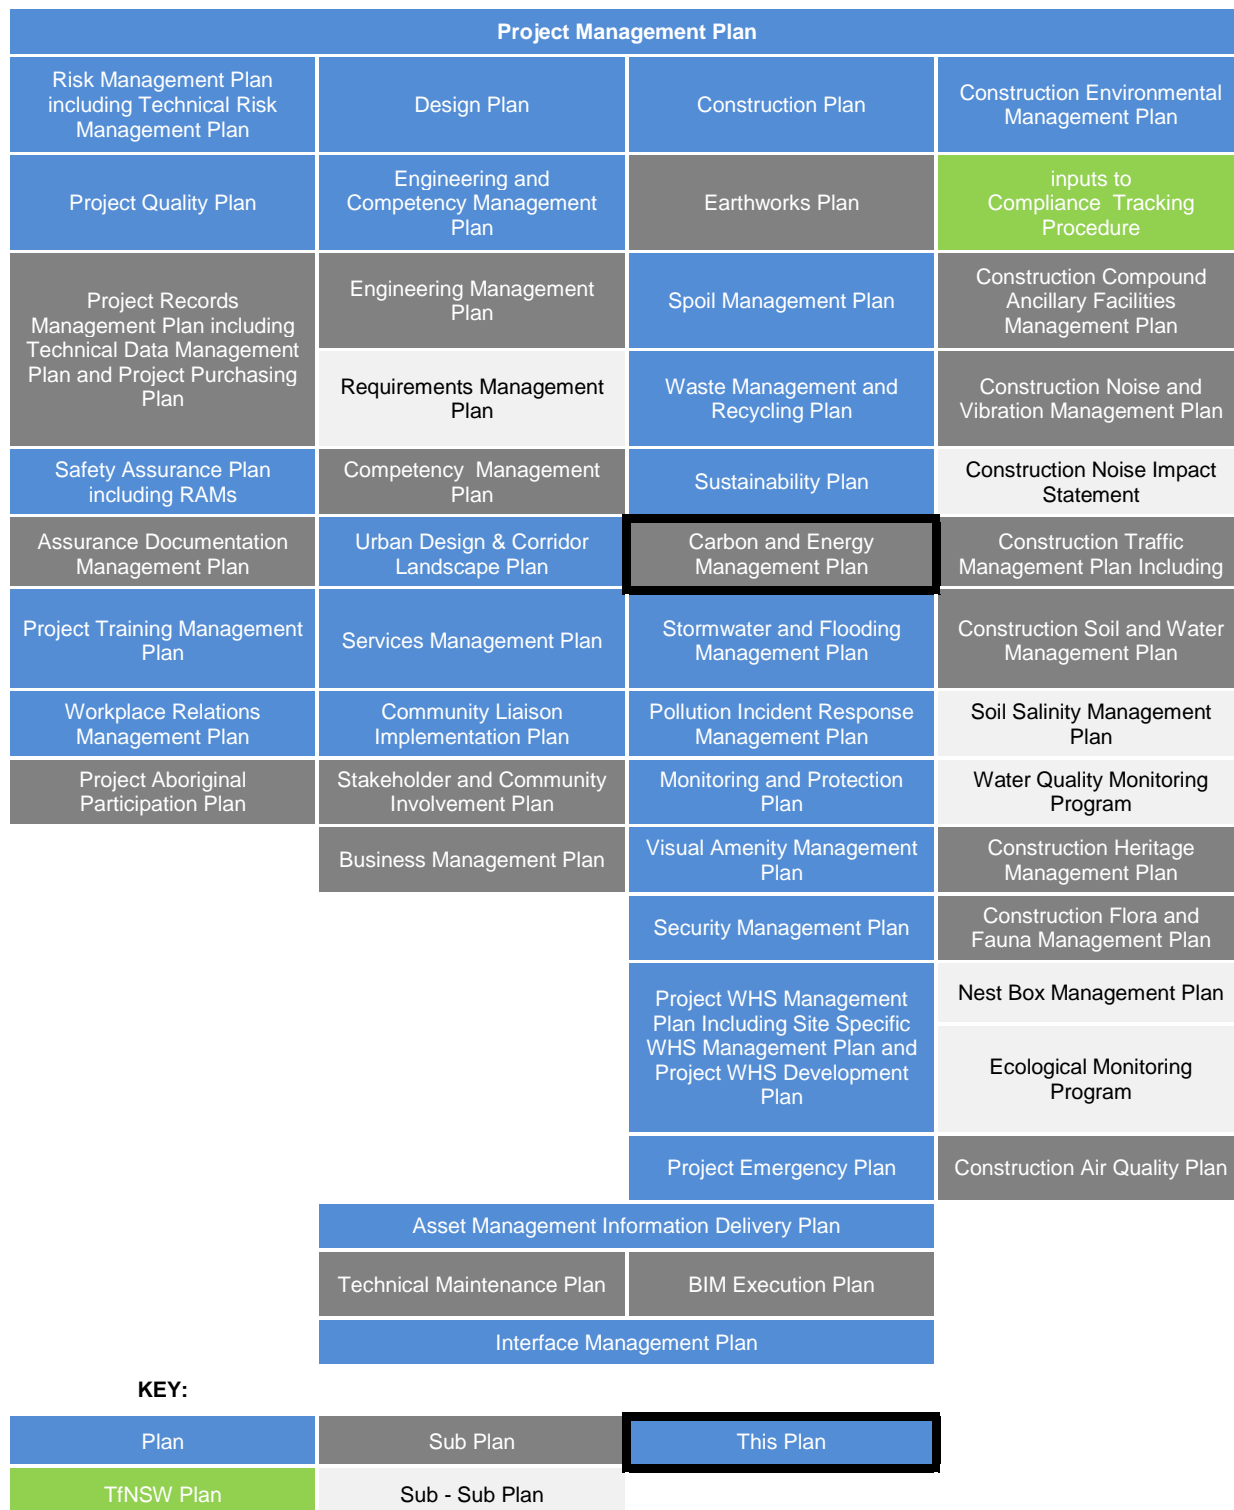 Project Management Plan
Risk Management Plan
including Technical Risk
Management Plan
Design Plan
Construction Plan
Construction Environmental
Management Plan
Project Quality Plan
Engineering and
Competency Management
Plan
Earthworks Plan
inputs to
Compliance Tracking
Procedure
Project Records
Management Plan including
Technical Data Management
Plan and Project Purchasing
Plan
Engineering Management
Plan
Spoil Management Plan
Construction Compound
Ancillary Facilities
Management Plan
Requirements Management
Plan
Waste Management and
Recycling Plan
Construction Noise and
Vibration Management Plan
Safety Assurance Plan
including RAMs
Competency Management
Plan
Sustainability Plan
Construction Noise Impact
Statement
Assurance Documentation
Management Plan
Urban Design & Corridor
Landscape Plan
Carbon and Energy
Management Plan
Construction Traffic
Management Plan Including
Project Training Management
Plan
Services Management Plan
Stormwater and Flooding
Management Plan
Construction Soil and Water
Management Plan
Workplace Relations
Management Plan
Community Liaison
Implementation Plan
Pollution Incident Response
Management Plan
Soil Salinity Management
Plan
Project Aboriginal
Participation Plan
Stakeholder and Community
Involvement Plan
Monitoring and Protection
Plan
Water Quality Monitoring
Program
Business Management Plan
Visual Amenity Management
Plan
Construction Heritage
Management Plan
Security Management Plan
Construction Flora and
Fauna Management Plan
Project WHS Management
Plan Including Site Specific
WHS Management Plan and
Project WHS Development
Plan
Nest Box Management Plan
Ecological Monitoring
Program
Project Emergency Plan
Construction Air Quality Plan
Asset Management Information Delivery Plan
Technical Maintenance Plan
BIM Execution Plan
Interface Management Plan
KEY:
Plan
Sub Plan
This Plan
TfNSW Plan
Sub - Sub Plan